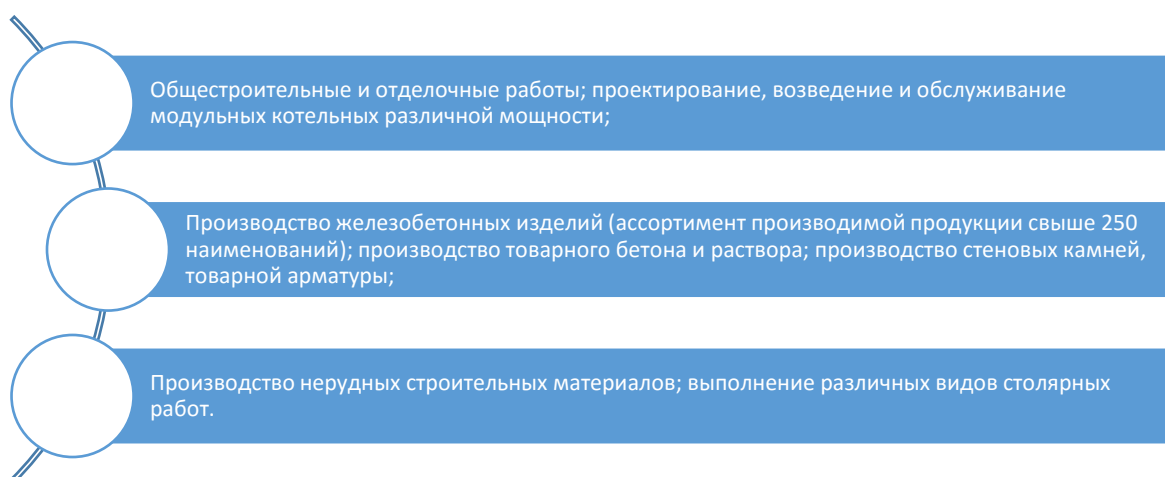 Общестроительные и отделочные работы; проектирование, возведение и обслуживание
модульных котельных различной мощности;
Производство железобетонных изделий (ассортимент производимой продукции свыше 250
наименований); производство товарного бетона и раствора; производство стеновых камней,
товарной арматуры;
Производство нерудных строительных материалов; выполнение различных видов столярных
работ.